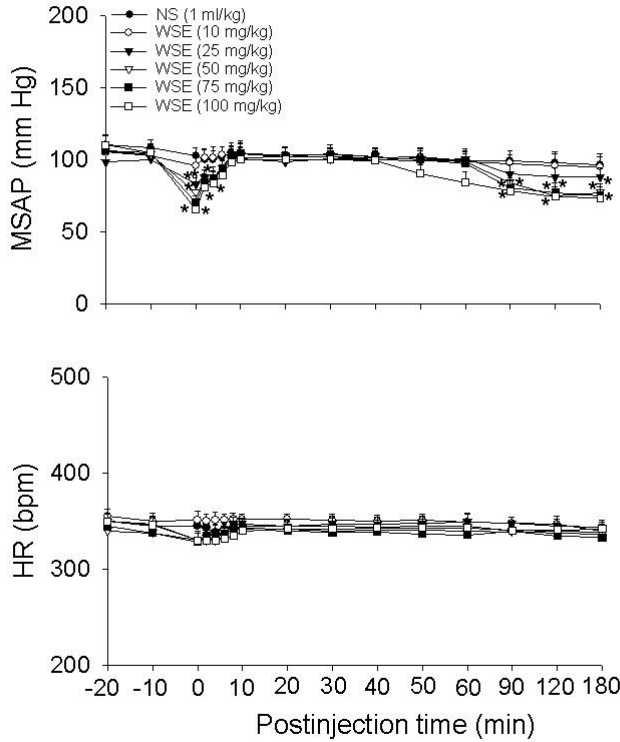 NS (1 ml/kg)
WSE (10 mg/kg)
WSE (25 mg/kg)
WSE (50 mg/kg)
WSE (75 mg/kg)
WSE (100 mg/kg)
MSAP (mm Hg)
200
150
100
50
0
* * * * * * * * * * * * * * * * * *
HR (bpm)
500
400
300
200
-20 -10 0 10 20 30 40 50 60 90 120 180
Postinjection time (min)